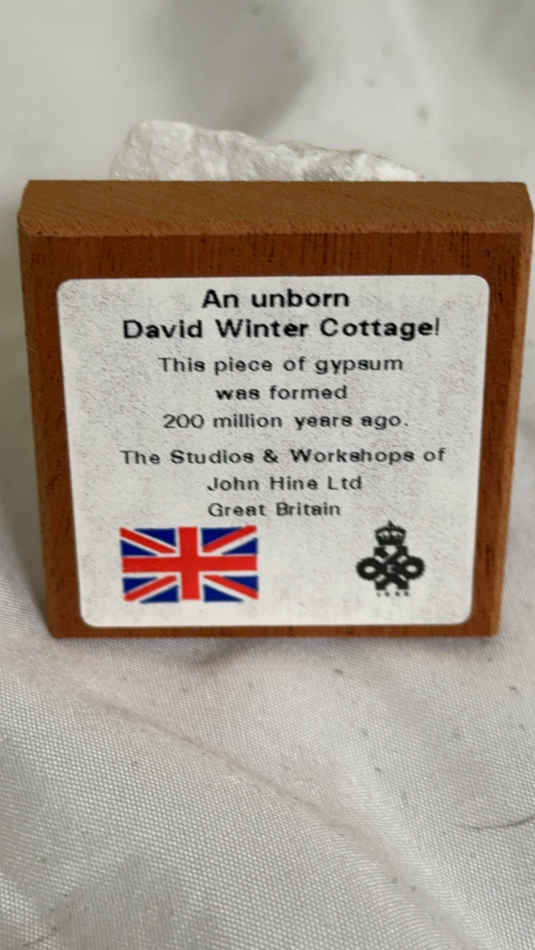 An unborn
David Winter Cottage!
This piece of gypsum
was formed
200 million years ago.
The Studios & Workshops of
John Hine Ltd
Great Britain